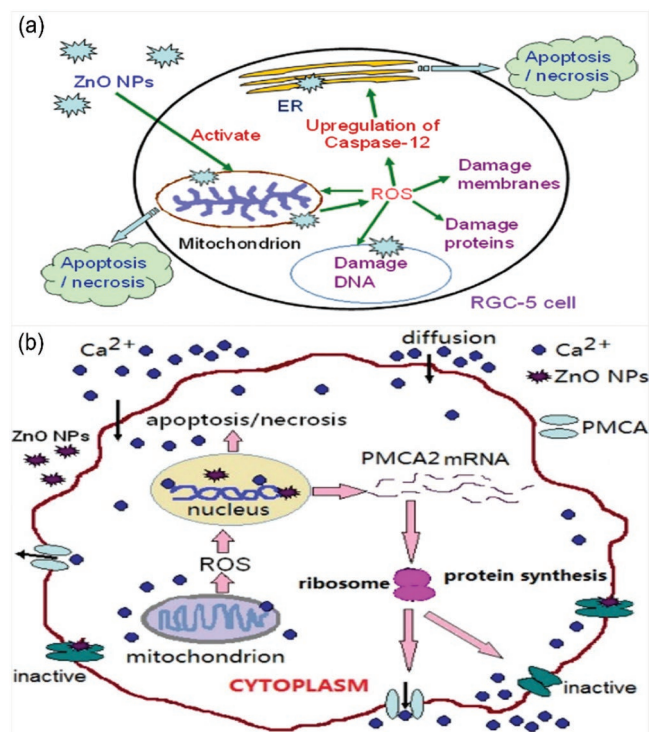 (a)
ZnO NPs
Apoptosis
/ necrosis
ER
Activate
Upregulation of
Caspase-12
Damage
membranes
ROS
Mitochondrion
Damage
proteins
Apoptosis
/ necrosis
Damage
DNA
RGC-5 cell
(b)
Ca2+
diffusion
Ca2+
ZnO NPs
apoptosis/necrosis
ZnO NPs
PMCA
PMCA2 mRNA
nucleus
ROS
ribosome
protein synthesis
mitochondrion
inactive
CYTOPLASM
inactive